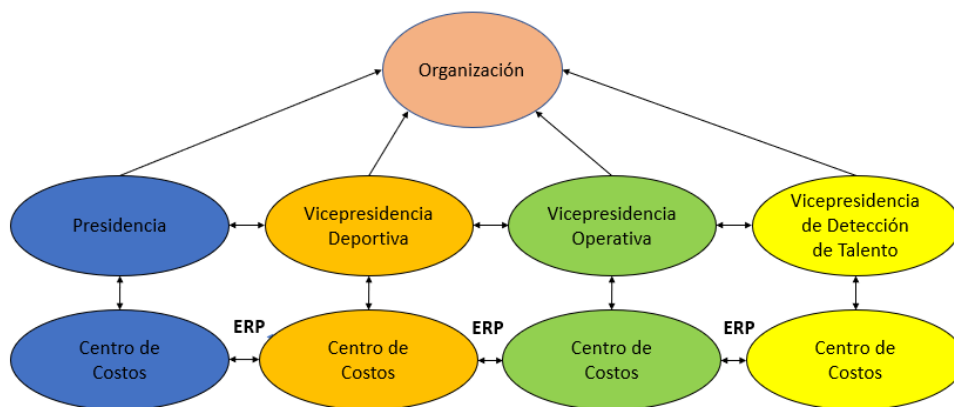 Organización
Presidencia
Vicepresidencia
Deportiva
Vicepresidencia
Operativa
Vicepresidencia
de Detección
de Talento
ERP
ERP
ERP
Centro de
Costos
Centro de
Costos
Centro de
Costos
Centro de
Costos